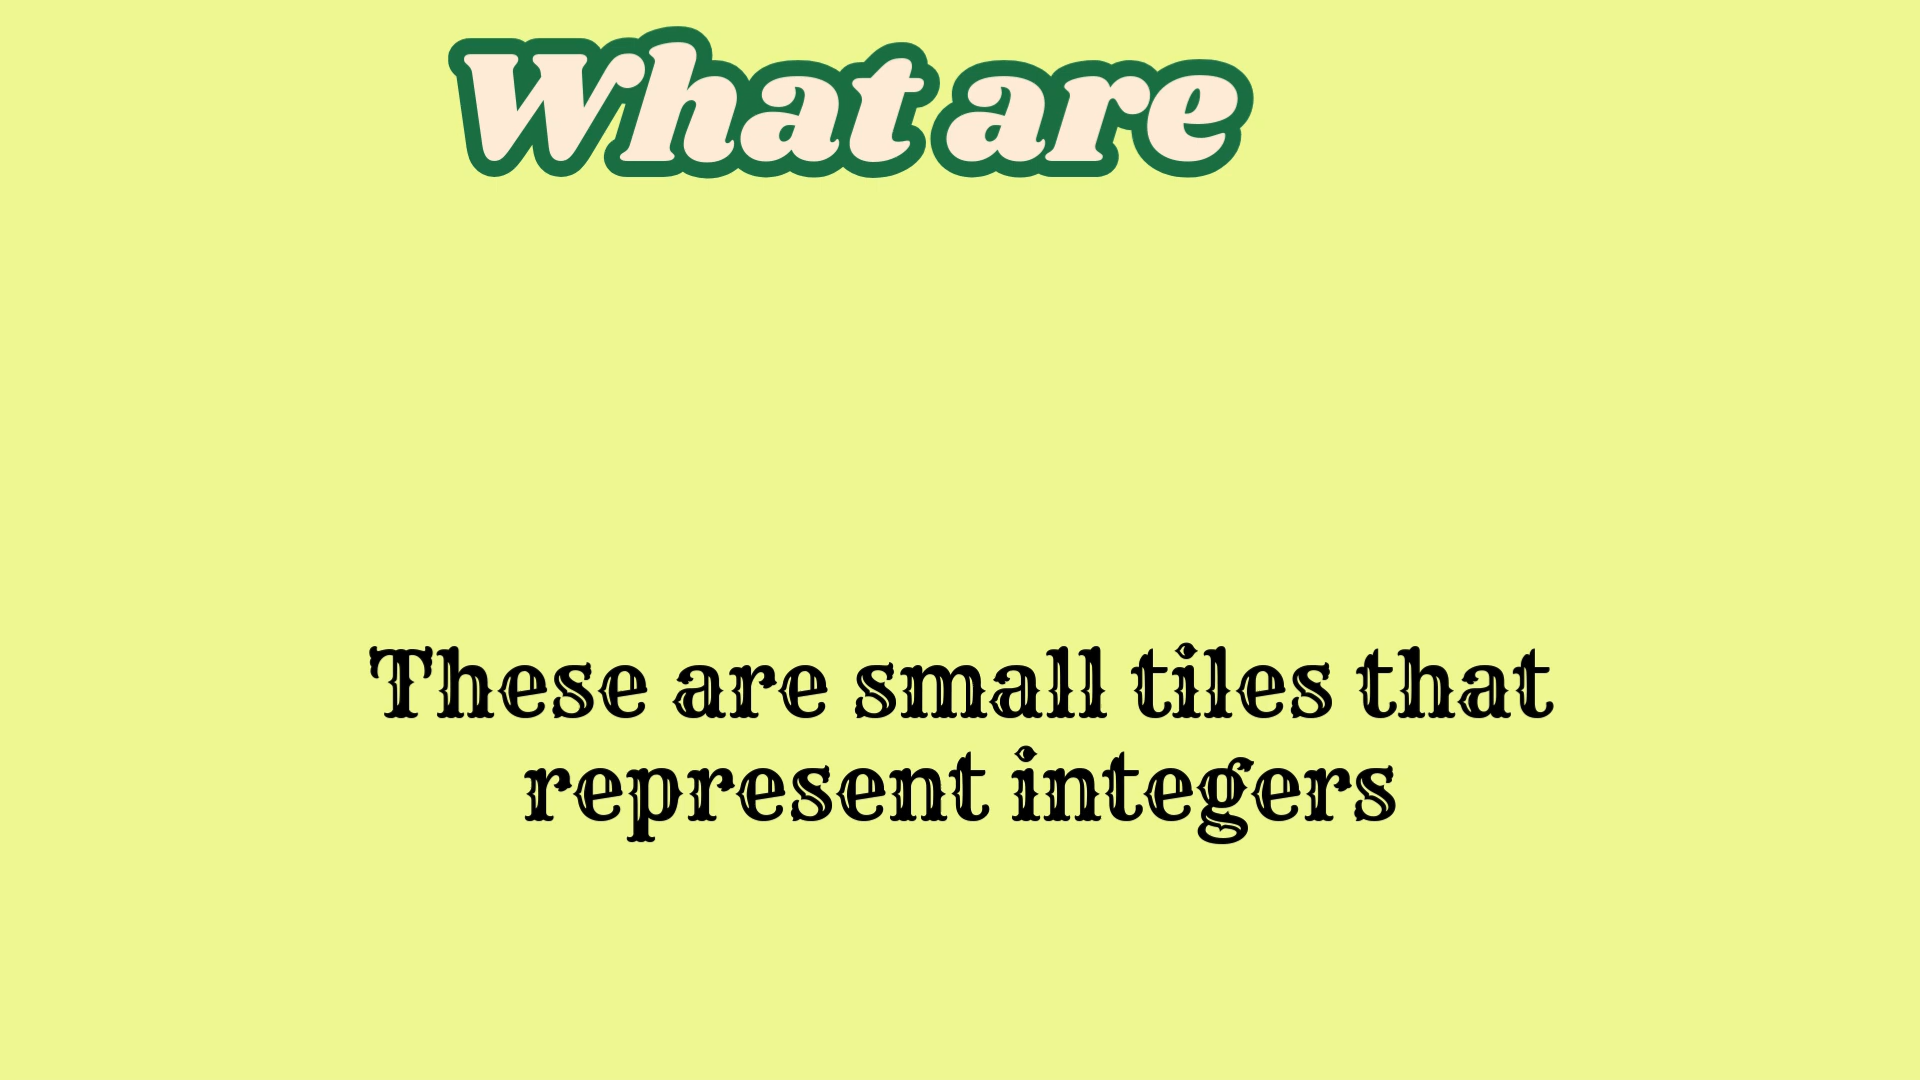 What are
These are small tiles that
represent integers